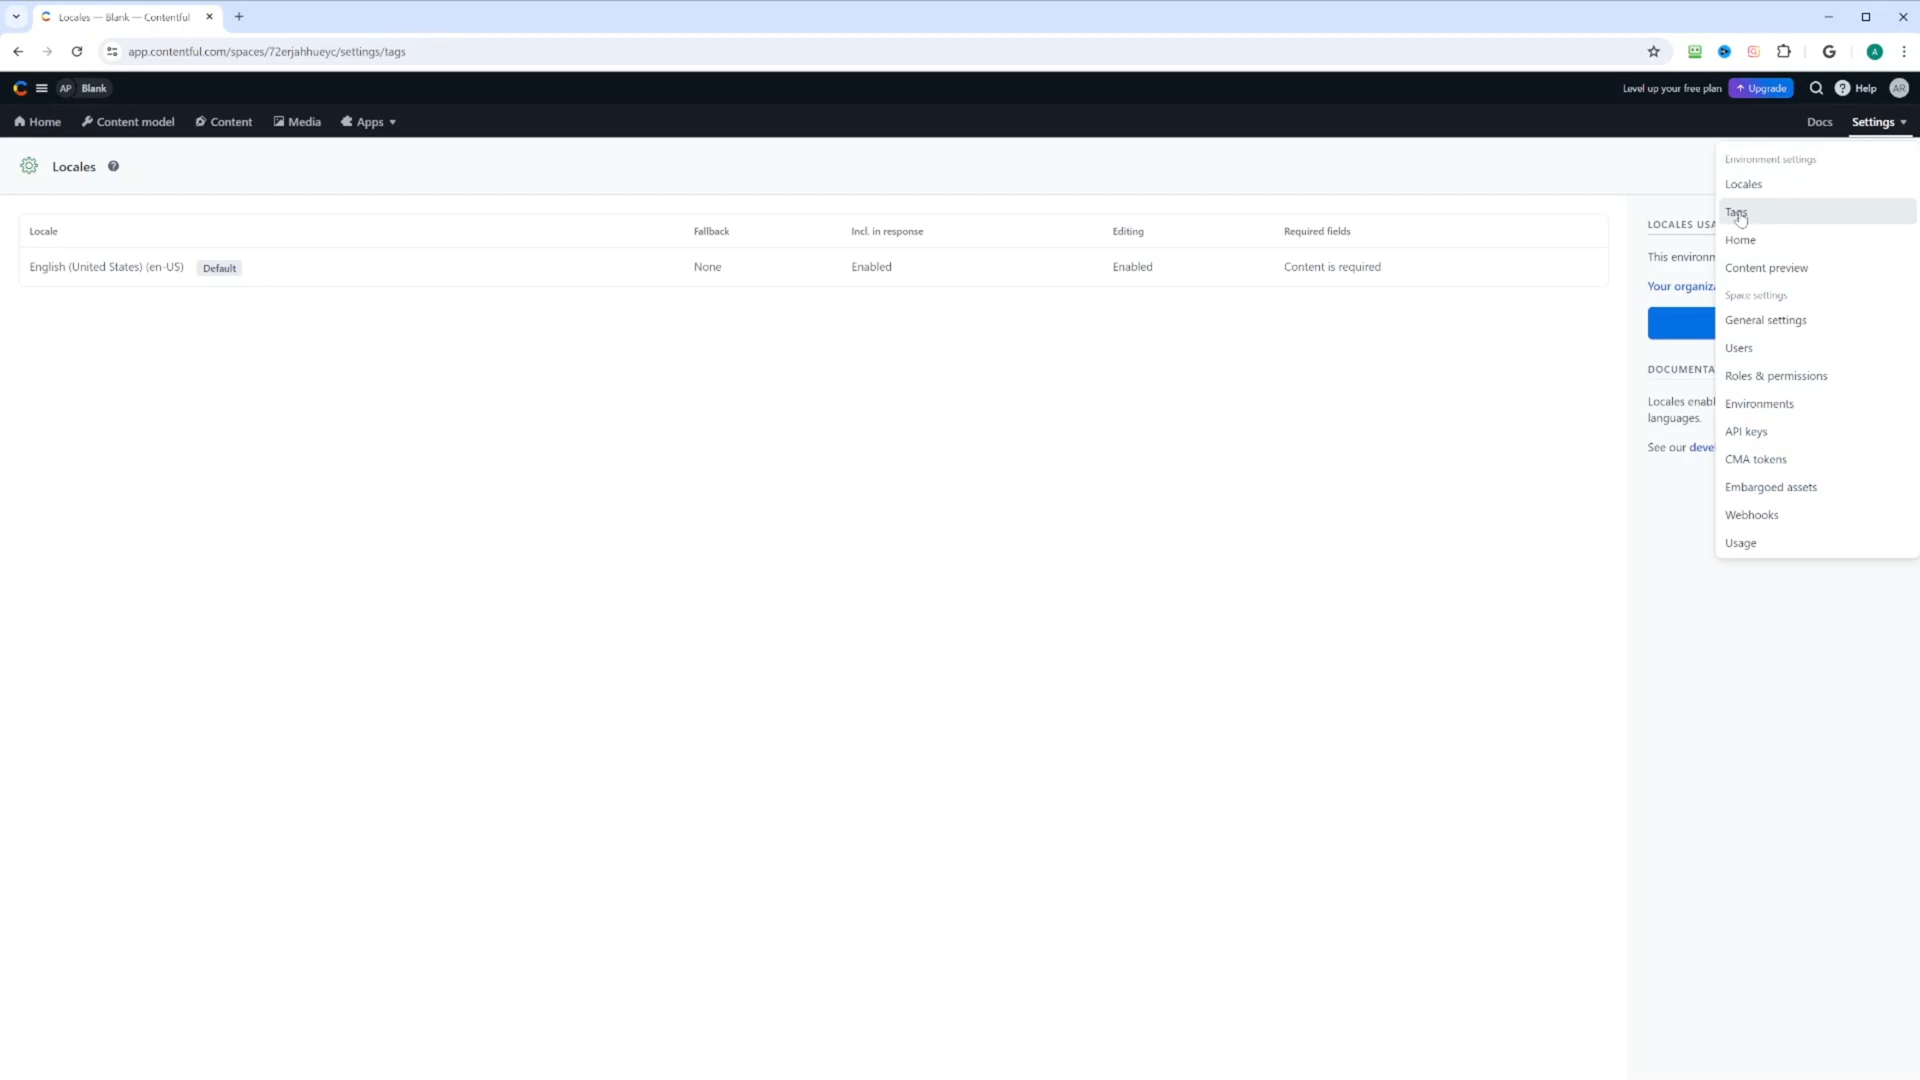 Locales — Blank — Contentful
app.contentful.com/spaces/72erjahhueyc/settings/tags
A
AP Blank
Level up your free plan
Upgrade
Help
AR
Home
Content model
Content
Media
Apps
Docs
Settings
Locales
Locale Fallback Incl. in response Editing Required fields
English (United States) (en-US) Default None Enabled Enabled Content is required
LOCALES USA
This environm
Your organiza
DOCUMENTA
Locales enabl
languages.
See our deve
Environment settings
Locales
Tags
Home
Content preview
Space settings
General settings
Users
Roles & permissions
Environments
API keys
CMA tokens
Embargoed assets
Webhooks
Usage